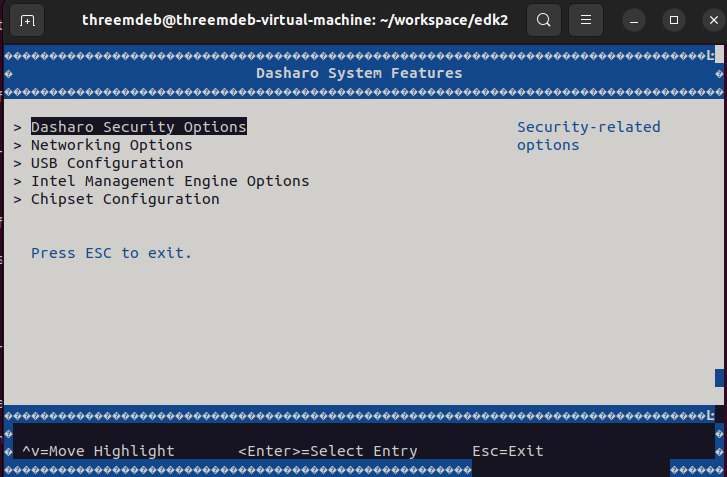 threemdeb@threemdeb-virtual-machine: ~/workspace/edk2
Dasharo System Features
> Dasharo Security Options
Security-related
> Networking Options
options
> USB Configuration
> Intel Management Engine Options
> Chipset Configuration
Press ESC to exit.
^v=Move Highlight <Enter>=Select Entry Esc=Exit